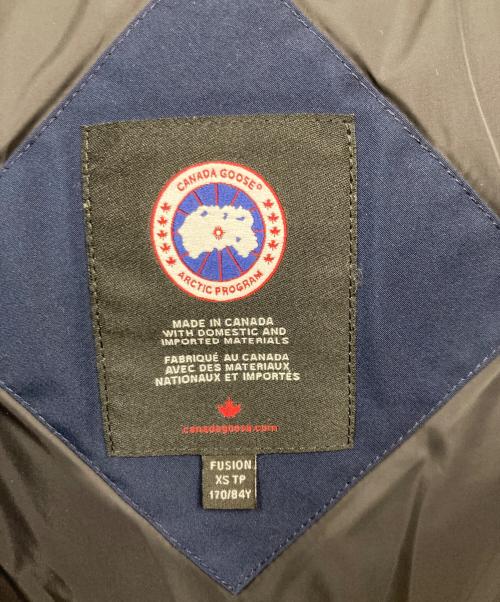 CANADA GOOSE®
ARCTIC PROGRAM
MADE IN CANADA
WITH DOMESTIC AND
IMPORTED MATERIALS
FABRIQUÉ AU CANADA
AVEC DES MATERIAUX
NATIONAUX ET IMPORTÉS
canadagoose.com
FUSION
XS TP
170/84Y